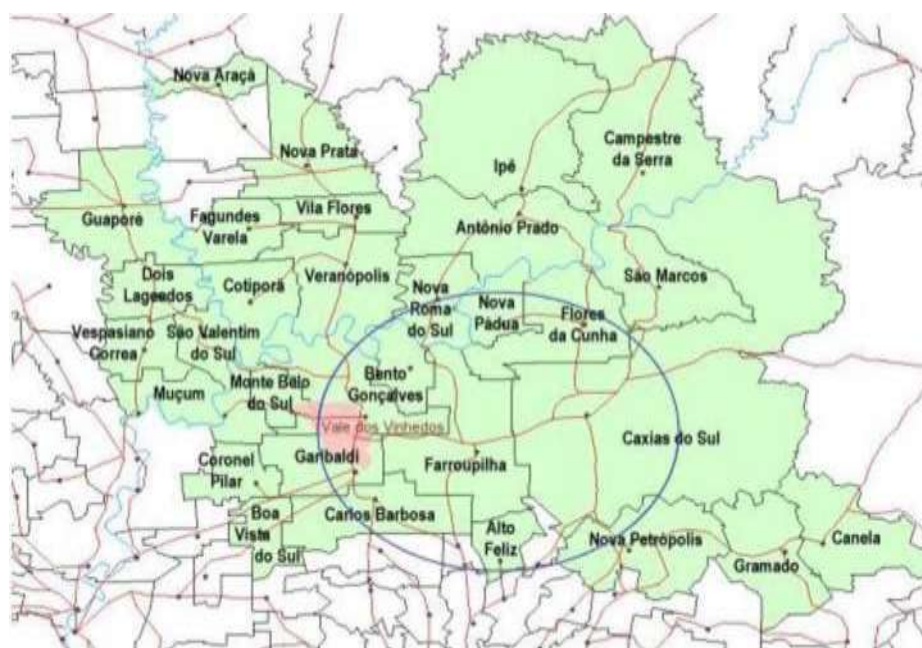 Nova Araçá
Nova Prata
Campestre
da Serra
Ipê
Guaporé
Fagundes
Varela
Vila Flores
Antônio Prado
Dois
Lageados
Cotiporã
Veranópolis
Nova
Roma
do Sul
Nova
Pádua
São Marcos
Flores
da Cunha
Vespasiano
Correa
São Valentim
do Sul
Bento
Gonçalves
Muçum
Monte Belo
do Sul
Vale dos Vinhedos
Caxias do Sul
Coronel
Pilar
Garibaldi
Farroupilha
Boa
Vista
do Sul
Carlos Barbosa
Alto
Feliz
Nova Petrópolis
Gramado
Canela